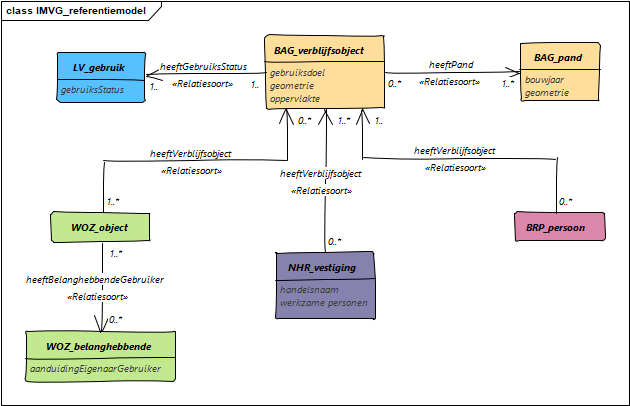 class IMVG_referentiemodel
BAG_verblijfsobject
gebruiksdoel
geometrie
oppervlakte
LV_gebruik
gebruiksStatus
heeftGebruiksStatus
«Relatiesoort»
1..
1..
heeftPand
«Relatiesoort»
0..*
1..*
BAG_pand
bouwjaar
geometrie
0..*
1..*
1..
heeftVerblijfsobject
«Relatiesoort»
heeftVerblijfsobject
«Relatiesoort»
heeftVerblijfsobject
«Relatiesoort»
1..*
0..*
0..*
WOZ_object
BRP_persoon
1..*
NHR_vestiging
handelsnaam
werkzame personen
heeftBelanghebbendeGebruiker
«Relatiesoort»
0..*
WOZ_belanghebbende
aanduidingEigenaarGebruiker